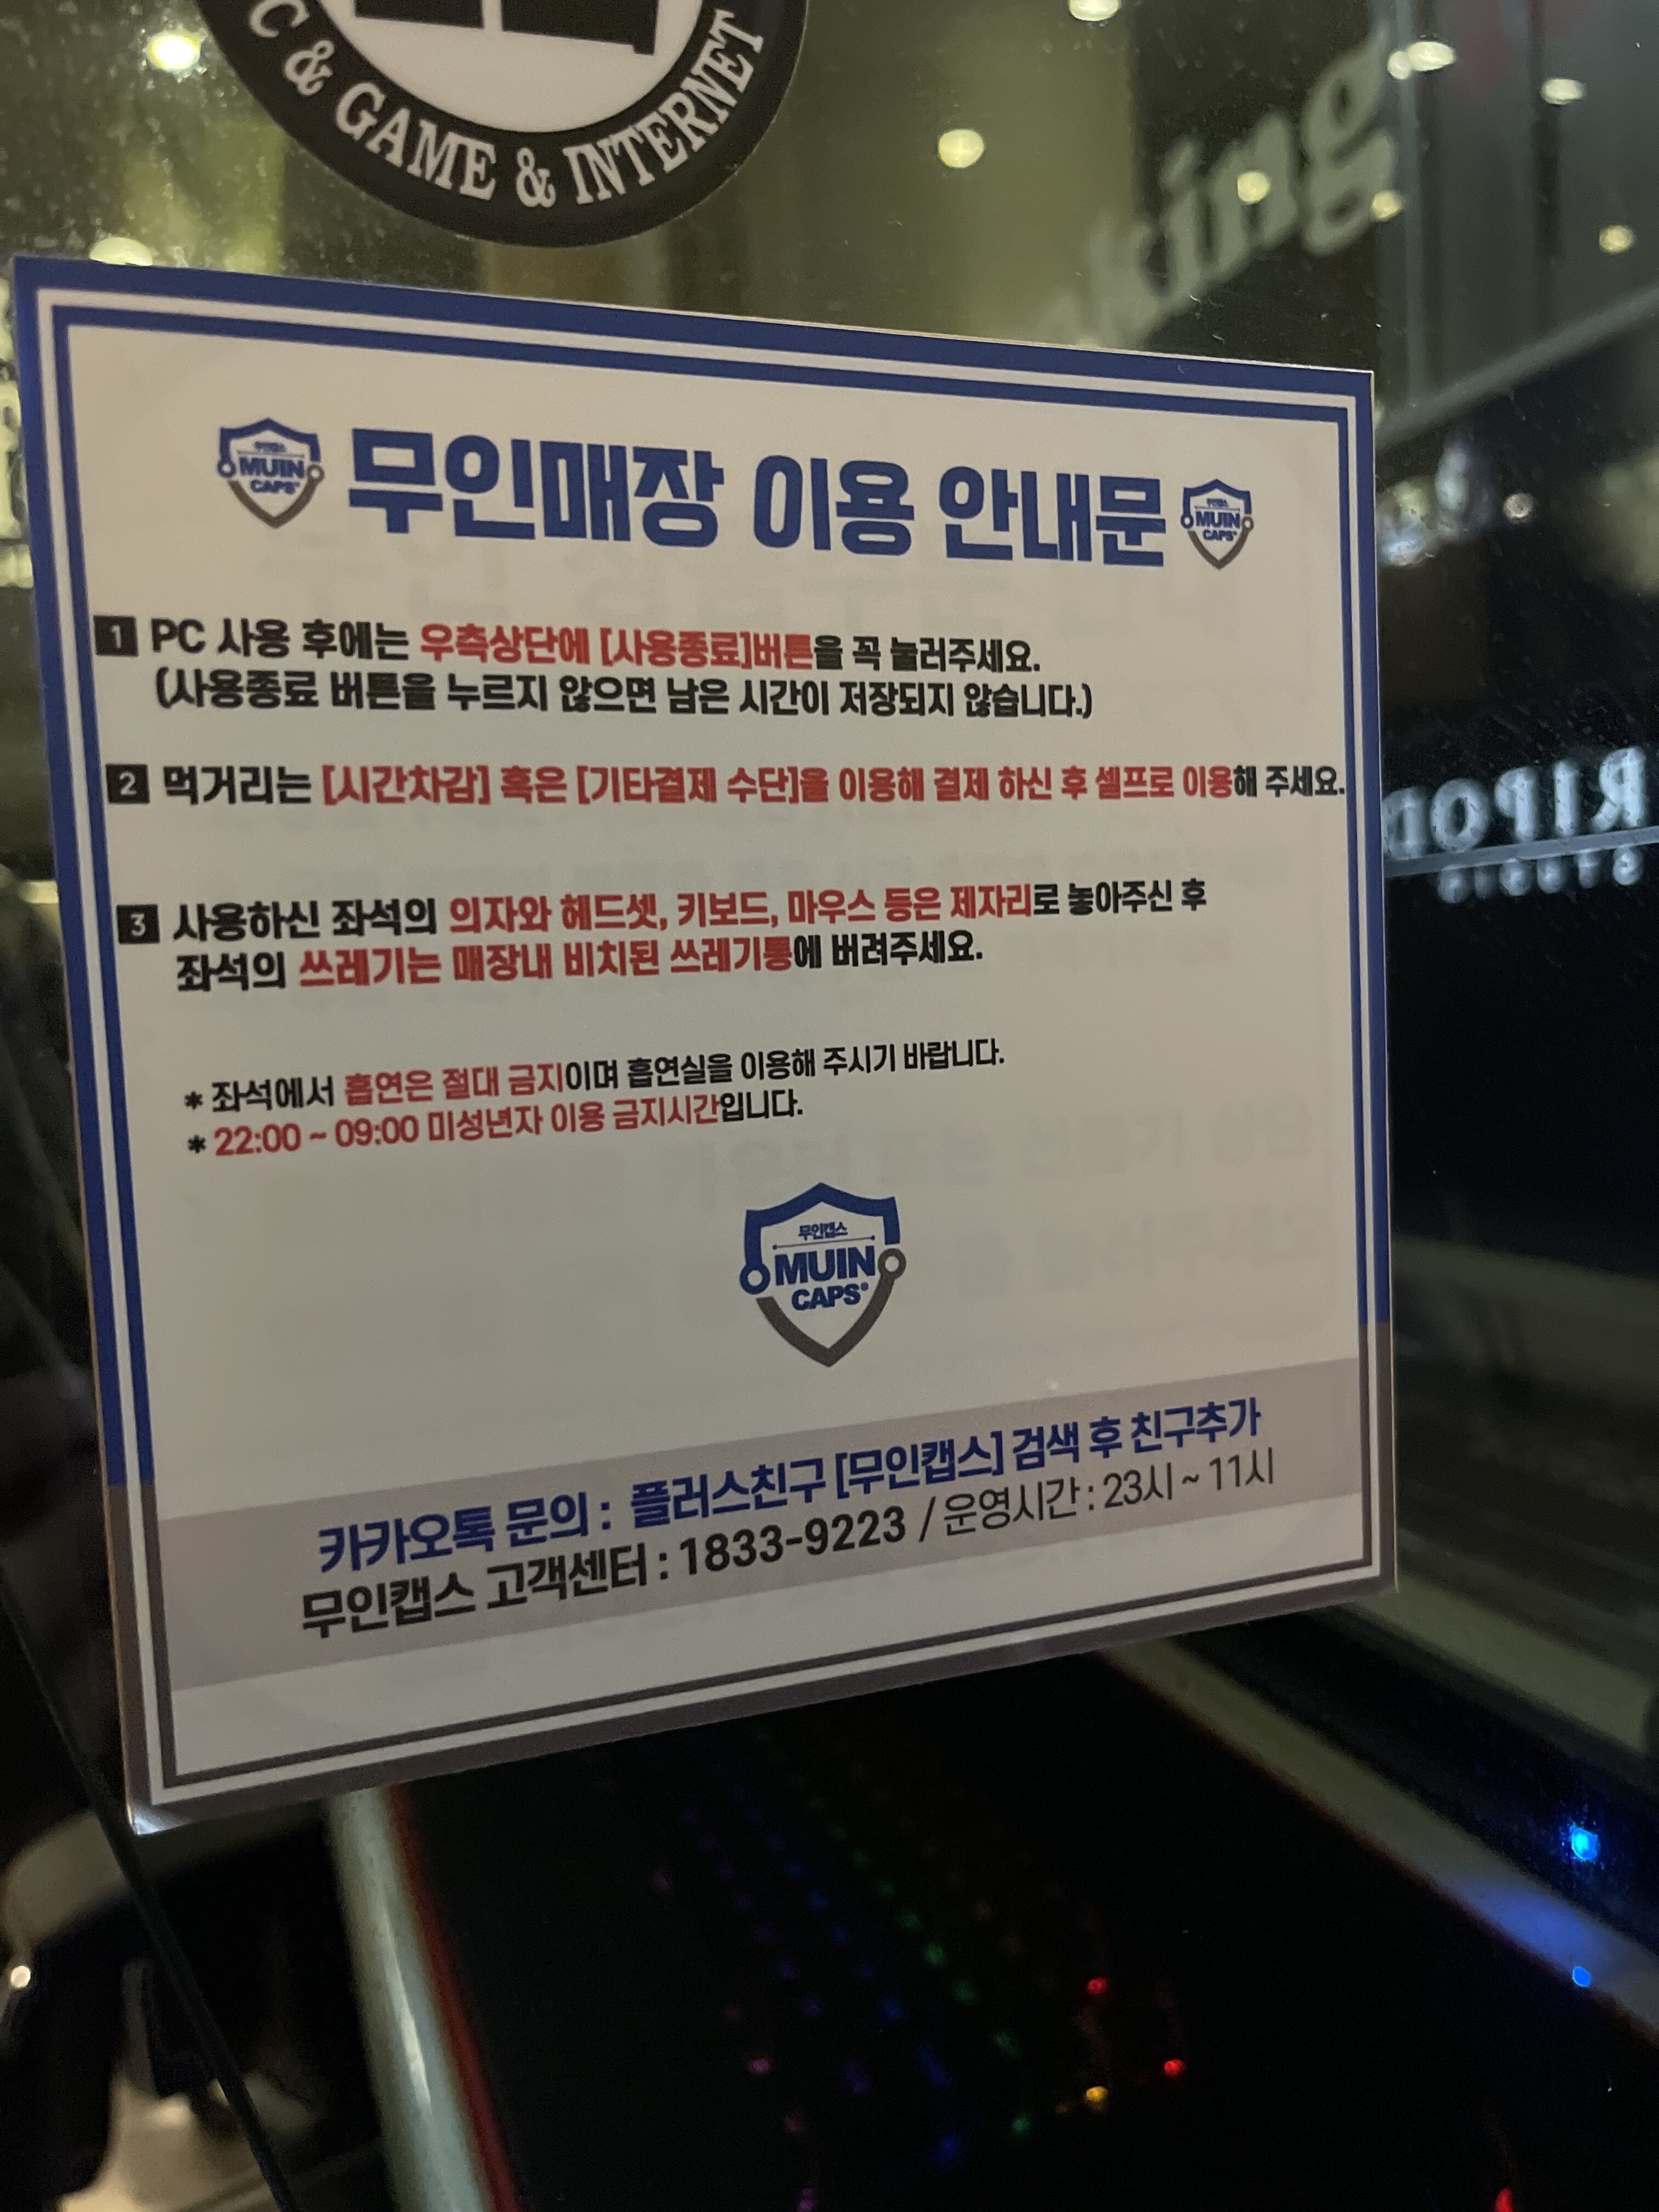 C & GAME & INTERNET
king
무인캡스
MUIN
CAPS
무인매장 이용 안내문
무인캡스
MUIN
CAPS
1 PC 사용 후에는 우측상단에 [사용종료]버튼을 꼭 눌러주세요.
(사용종료 버튼을 누르지 않으면 남은 시간이 저장되지 않습니다.)
2 먹거리는 [시간차감] 혹은 [기타결제 수단]을 이용해 결제 하신 후 셀프로 이용해 주세요.
3 사용하신 좌석의 의자와 헤드셋, 키보드, 마우스 등은 제자리로 놓아주신 후
좌석의 쓰레기는 매장내 비치된 쓰레기통에 버려주세요.
* 좌석에서 흡연은 절대 금지이며 흡연실을 이용해 주시기 바랍니다.
* 22:00 ~ 09:00 미성년자 이용 금지시간입니다.
무인캡스
MUIN
CAPS®
카카오톡 문의 : 플러스친구 [무인캡스] 검색 후 친구추가
무인캡스 고객센터 : 1833-9223 / 운영시간 : 23시 ~ 11시